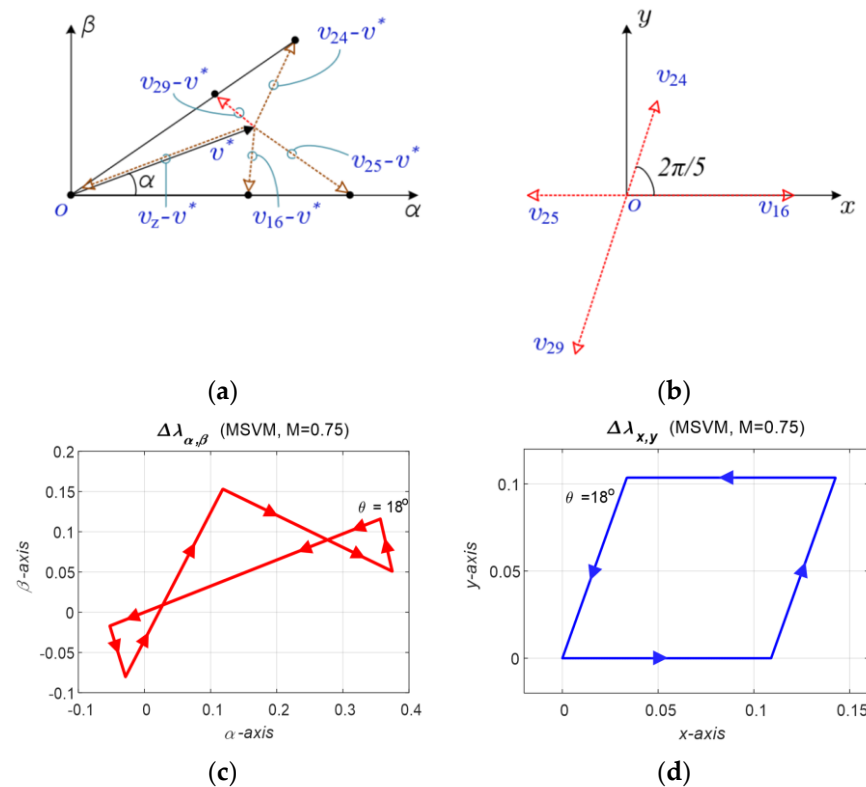 β
v24-v*
v29-v*
v*
v25-v*
α
o
vz-v*
v16-v*
α
(a)
y
v24
2π/5
v25
o
v16
x
v29
(b)
Δλα,β (MSVM, M=0.75)
θ = 18°
β-axis
0.2
0.15
0.1
0.05
0
-0.05
-0.1
-0.1
0
0.1
0.2
0.3
0.4
α-axis
(c)
Δλx,y (MSVM, M=0.75)
θ =18°
y-axis
0.1
0.05
0
0
0.05
0.1
0.15
x-axis
(d)